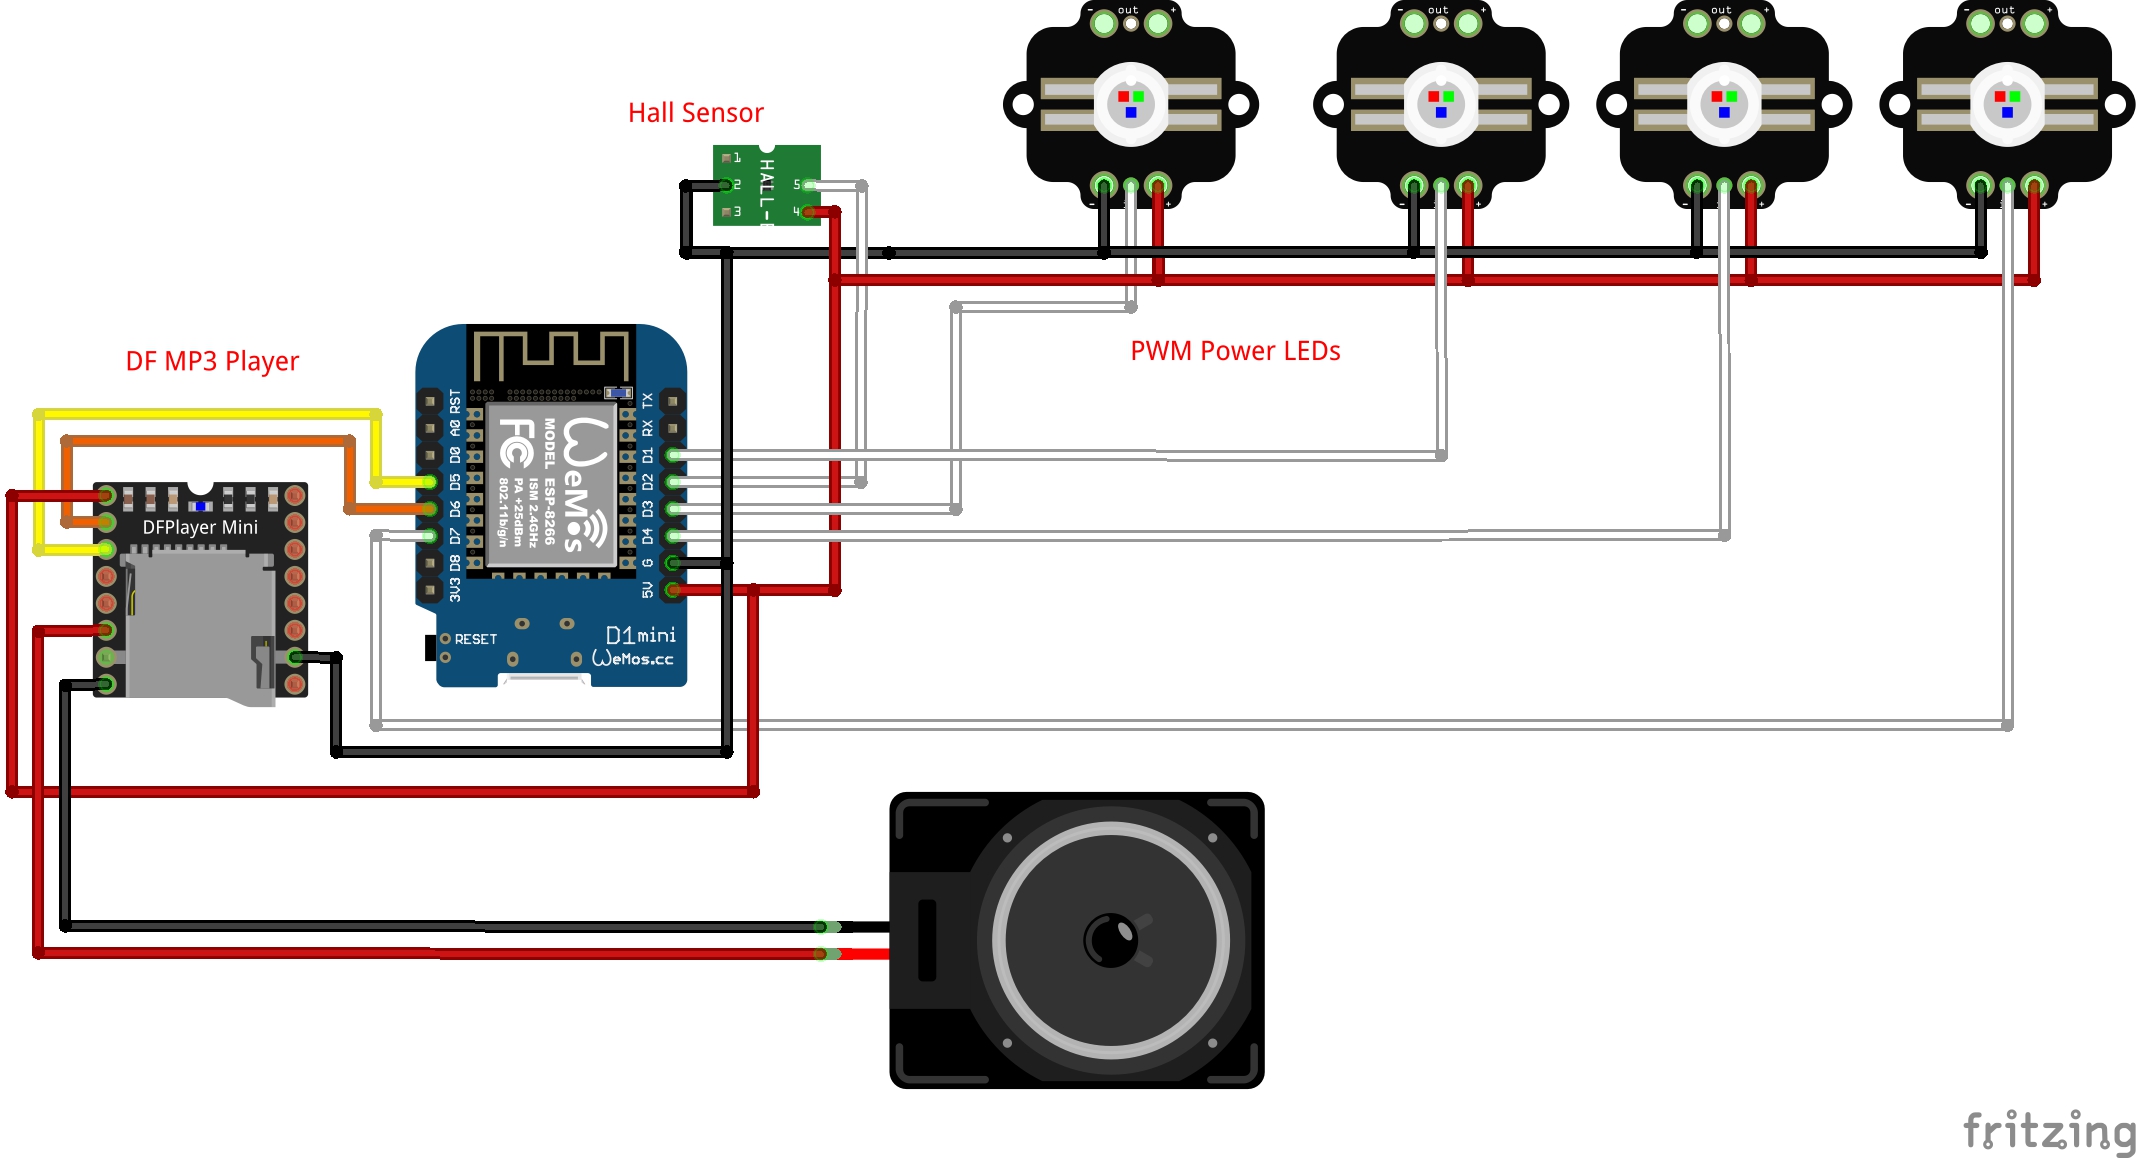 - out +
- out +
- out +
- out +
Hall Sensor
1
2
3
HALL-
5
4
- +
- +
- +
- +
PWM Power LEDs
DF MP3 Player
RST
A0
D0
D5
D6
D7
D8
3V3
TX
RX
D1
D2
D3
D4
G
5V
WeMos
MODEL ESP-8266
ISM 2.4GHz
PA +25dBm
802.11b/g/n
FC
RESET
D1mini
WeMos.cc
DFPlayer Mini
fritzing